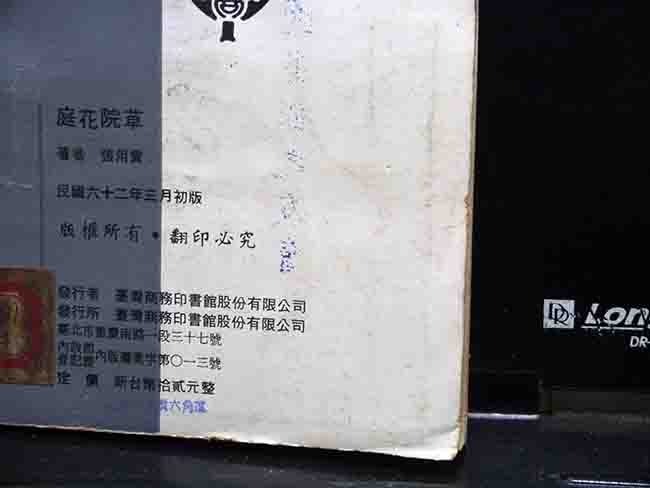 庭花院草
著者 張用寰
民國六十二年三月初版
版權所有・翻印必究
發行者 臺灣商務印書館股份有限公司
發行所 臺灣商務印書館股份有限公司
臺北市重慶南路一段三十七號
內政部
登記證內版臺業字第〇一三號
定價 新台幣拾貳元整
DR-